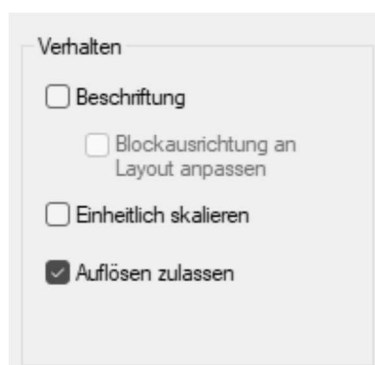 Verhalten
Beschriftung
Blockausrichtung an
Layout anpassen
Einheitlich skalieren
Auflösen zulassen